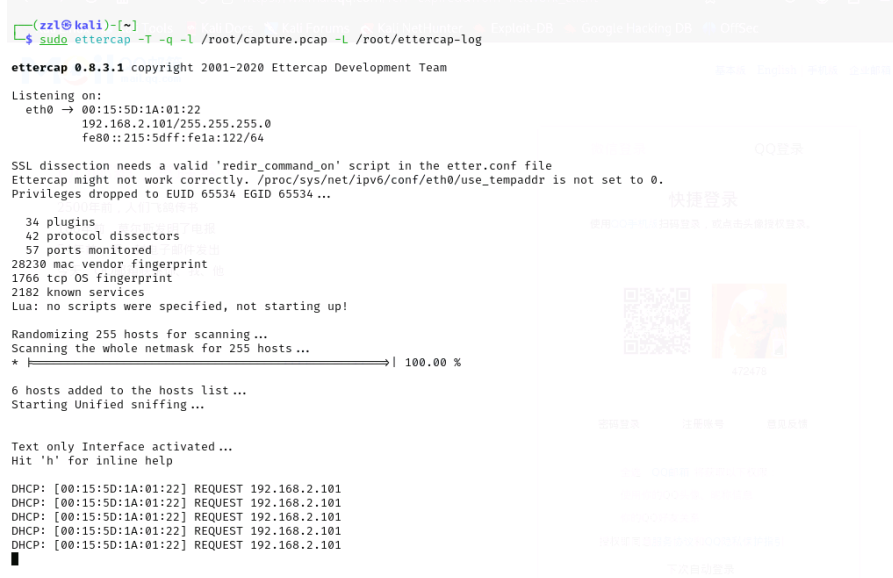 (zzl㉿kali)-[~]
$ sudo ettercap -T -q -l /root/capture.pcap -L /root/ettercap-log
ettercap 0.8.3.1 copyright 2001-2020 Ettercap Development Team
Listening on:
eth0 -> 00:15:5D:1A:01:22
192.168.2.101/255.255.255.0
fe80::215:5dff:fe1a:122/64
SSL dissection needs a valid 'redir_command_on' script in the etter.conf file
Ettercap might not work correctly. /proc/sys/net/ipv6/conf/eth0/use_tempaddr is not set to 0.
Privileges dropped to EUID 65534 EGID 65534...
34 plugins
42 protocol dissectors
57 ports monitored
28230 mac vendor fingerprint
1766 tcp OS fingerprint
2182 known services
Lua: no scripts were specified, not starting up!
Randomizing 255 hosts for scanning...
Scanning the whole netmask for 255 hosts...
* |==================================================>| 100.00 %
6 hosts added to the hosts list...
Starting Unified sniffing...
Text only Interface activated...
Hit 'h' for inline help
DHCP: [00:15:5D:1A:01:22] REQUEST 192.168.2.101
DHCP: [00:15:5D:1A:01:22] REQUEST 192.168.2.101
DHCP: [00:15:5D:1A:01:22] REQUEST 192.168.2.101
DHCP: [00:15:5D:1A:01:22] REQUEST 192.168.2.101
DHCP: [00:15:5D:1A:01:22] REQUEST 192.168.2.101
QQ登录
快捷登录